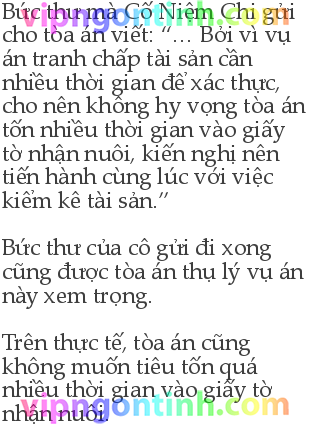 Bức thư mà Cố Niệm Chi gửi
cho tòa án viết: “… Bởi vì vụ
án tranh chấp tài sản cần
nhiều thời gian để xác thực,
cho nên không hy vọng tòa án
tốn nhiều thời gian vào giấy
tờ nhận nuôi, kiến nghị nên
tiến hành cùng lúc với việc
kiểm kê tài sản.”
Bức thư của cô gửi đi xong
cũng được tòa án thụ lý vụ án
này xem trọng.
Trên thực tế, tòa án cũng
không muốn tiêu tốn quá
nhiều thời gian vào giấy tờ
nhận nuôi.
vipngontinh.com
vipngontinh.com